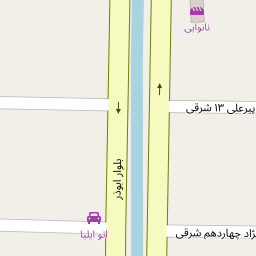 نانوایی
پیرعلی ۱۳ شرقی
بلوار ابوذر
نژاد چهاردهم شرقی
اتو ایلیا